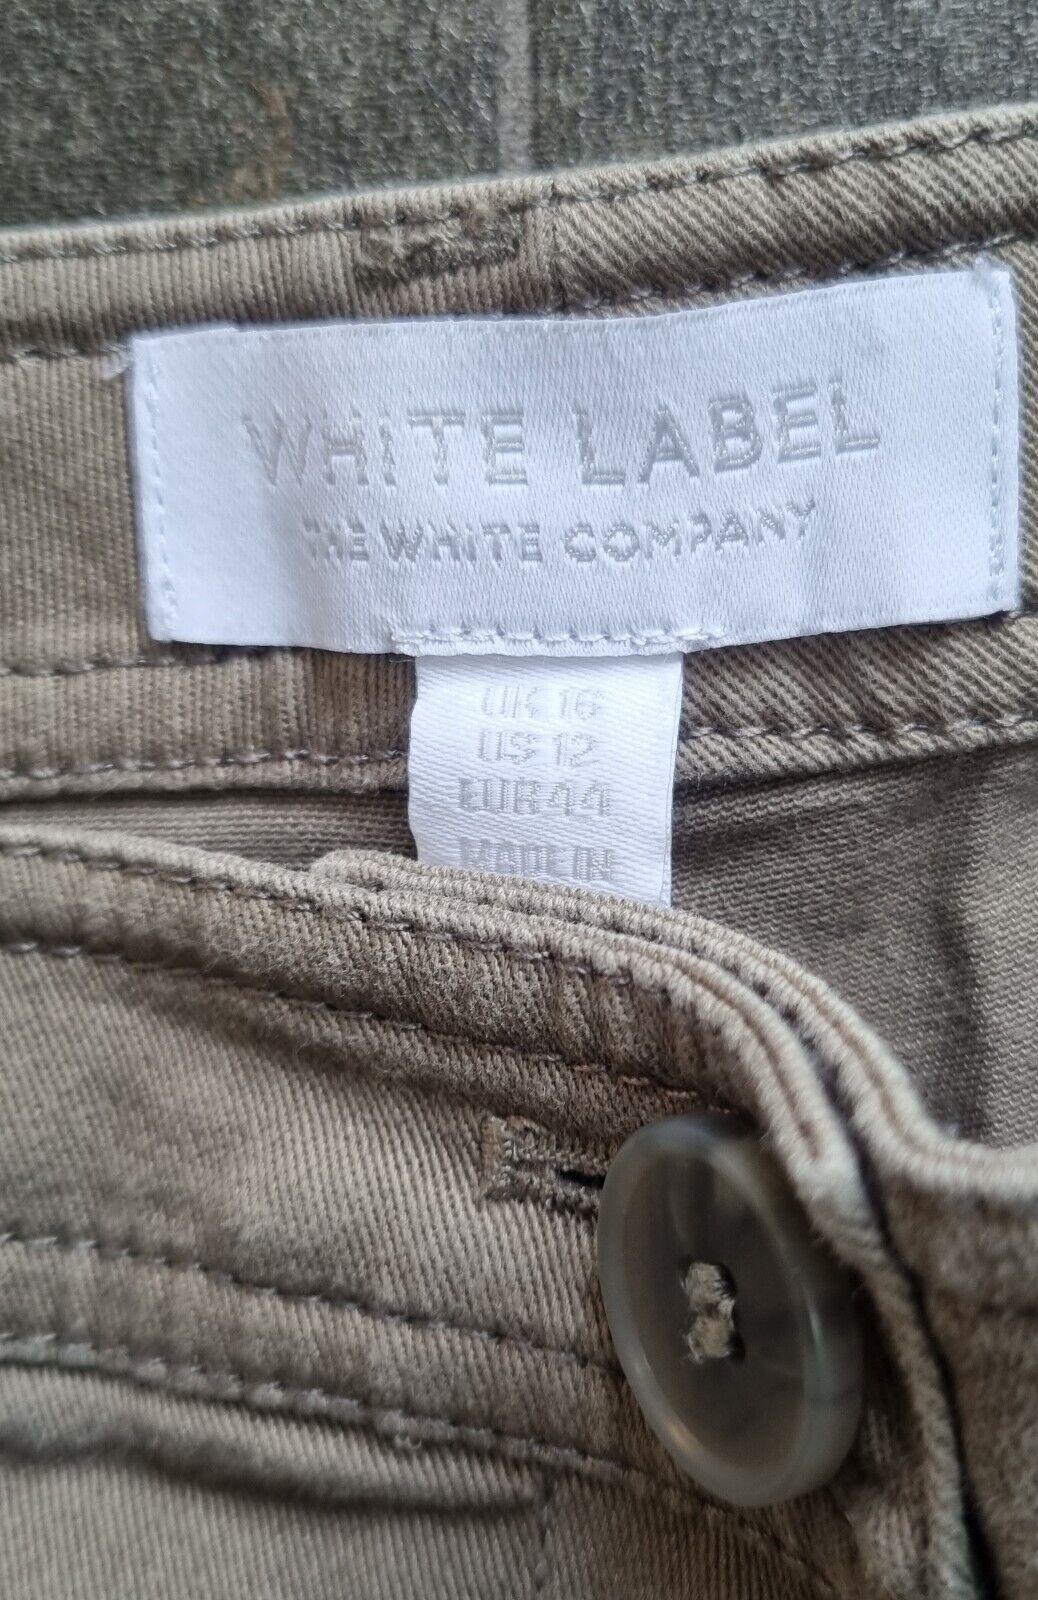 WHITE LABEL
THE WHITE COMPANY
UK 16
US 12
EUR 44
MADE IN